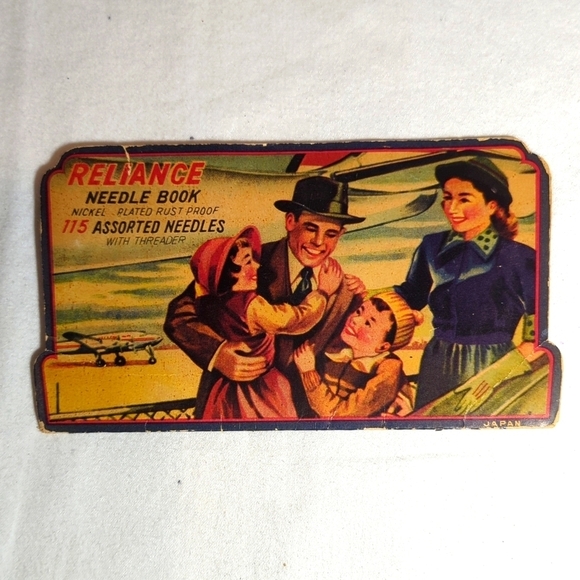 RELIANCE
NEEDLE BOOK
NICKEL - PLATED RUST PROOF
115 ASSORTED NEEDLES
WITH THREADER
JAPAN